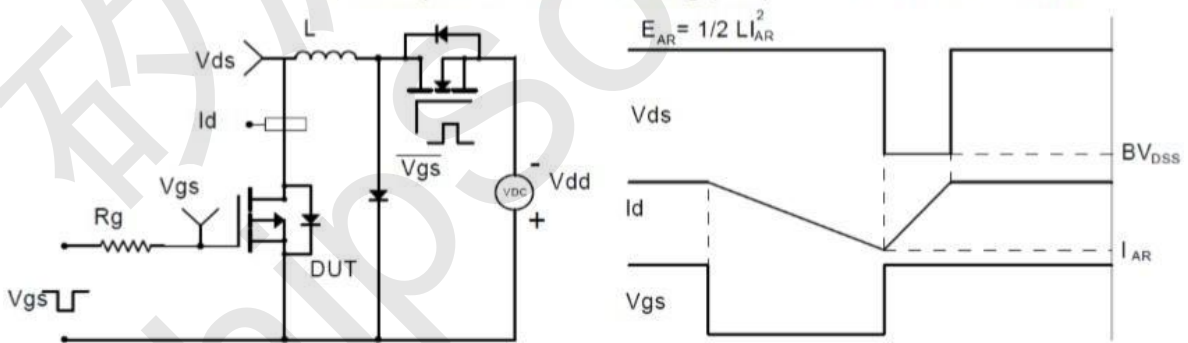 L
Vds
Id
Vgs
Rg
Vgs
DUT
Vgs
VDC
-
+
Vdd
E_AR = 1/2 LI_AR^2
Vds
BV_DSS
Id
I_AR
Vgs